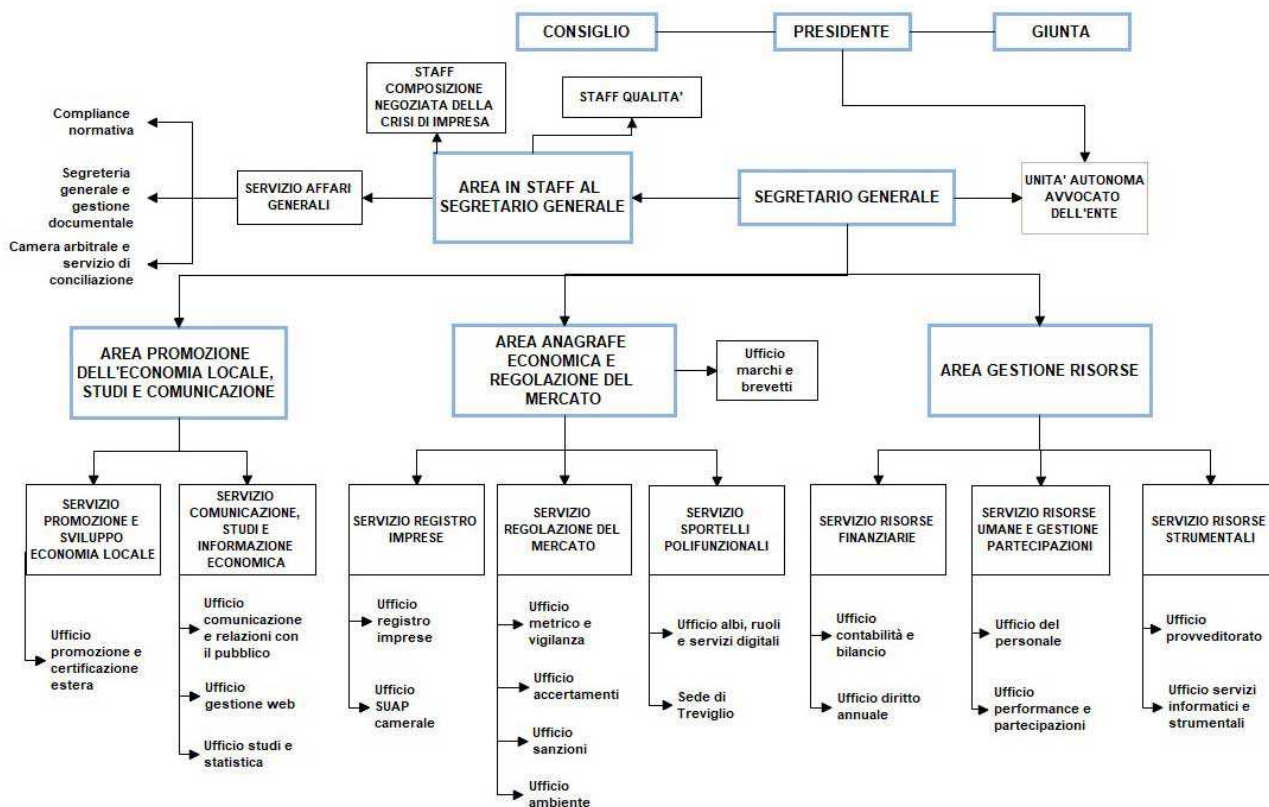 CONSIGLIO
PRESIDENTE
GIUNTA
STAFF
COMPOSIZIONE
NEGOZIATA DELLA
CRISI DI IMPRESA
STAFF QUALITA'
Compliance
normativa
Segreteria
generale e
gestione
documentale
Camera arbitrale e
servizio di
conciliazione
SERVIZIO AFFARI
GENERALI
AREA IN STAFF AL
SEGRETARIO GENERALE
SEGRETARIO GENERALE
UNITA' AUTONOMA
AVVOCATO
DELL'ENTE
AREA PROMOZIONE
DELL'ECONOMIA LOCALE,
STUDI E COMUNICAZIONE
AREA ANAGRAFE
ECONOMICA E
REGOLAZIONE DEL
MERCATO
Ufficio
marchi e
brevetti
AREA GESTIONE RISORSE
SERVIZIO
PROMOZIONE E
SVILUPPO
ECONOMIA LOCALE
SERVIZIO
COMUNICAZIONE,
STUDI E
INFORMAZIONE
ECONOMICA
SERVIZIO REGISTRO
IMPRESE
SERVIZIO
REGOLAZIONE DEL
MERCATO
SERVIZIO
SPORTELLI
POLIFUNZIONALI
SERVIZIO RISORSE
FINANZIARIE
SERVIZIO RISORSE
UMANE E GESTIONE
PARTECIPAZIONI
SERVIZIO RISORSE
STRUMENTALI
Ufficio
promozione e
certificazione
estera
Ufficio
comunicazione
e relazioni con
il pubblico
Ufficio
gestione web
Ufficio studi e
statistica
Ufficio
registro
imprese
Ufficio
SUAP
camerale
Ufficio
metrico e
vigilanza
Ufficio
accertamenti
Ufficio
sanzioni
Ufficio
ambiente
Ufficio albi, ruoli
e servizi digitali
Sede di
Treviglio
Ufficio
contabilità e
bilancio
Ufficio diritto
annuale
Ufficio del
personale
Ufficio
performance e
partecipazioni
Ufficio
provveditorato
Ufficio servizi
informatici e
strumentali